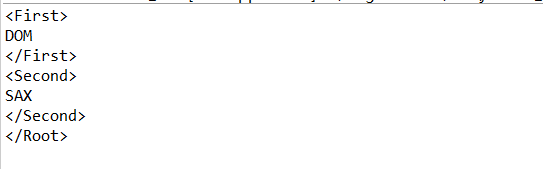 <First>
DOM
</First>
<Second>
SAX
</Second>
</Root>